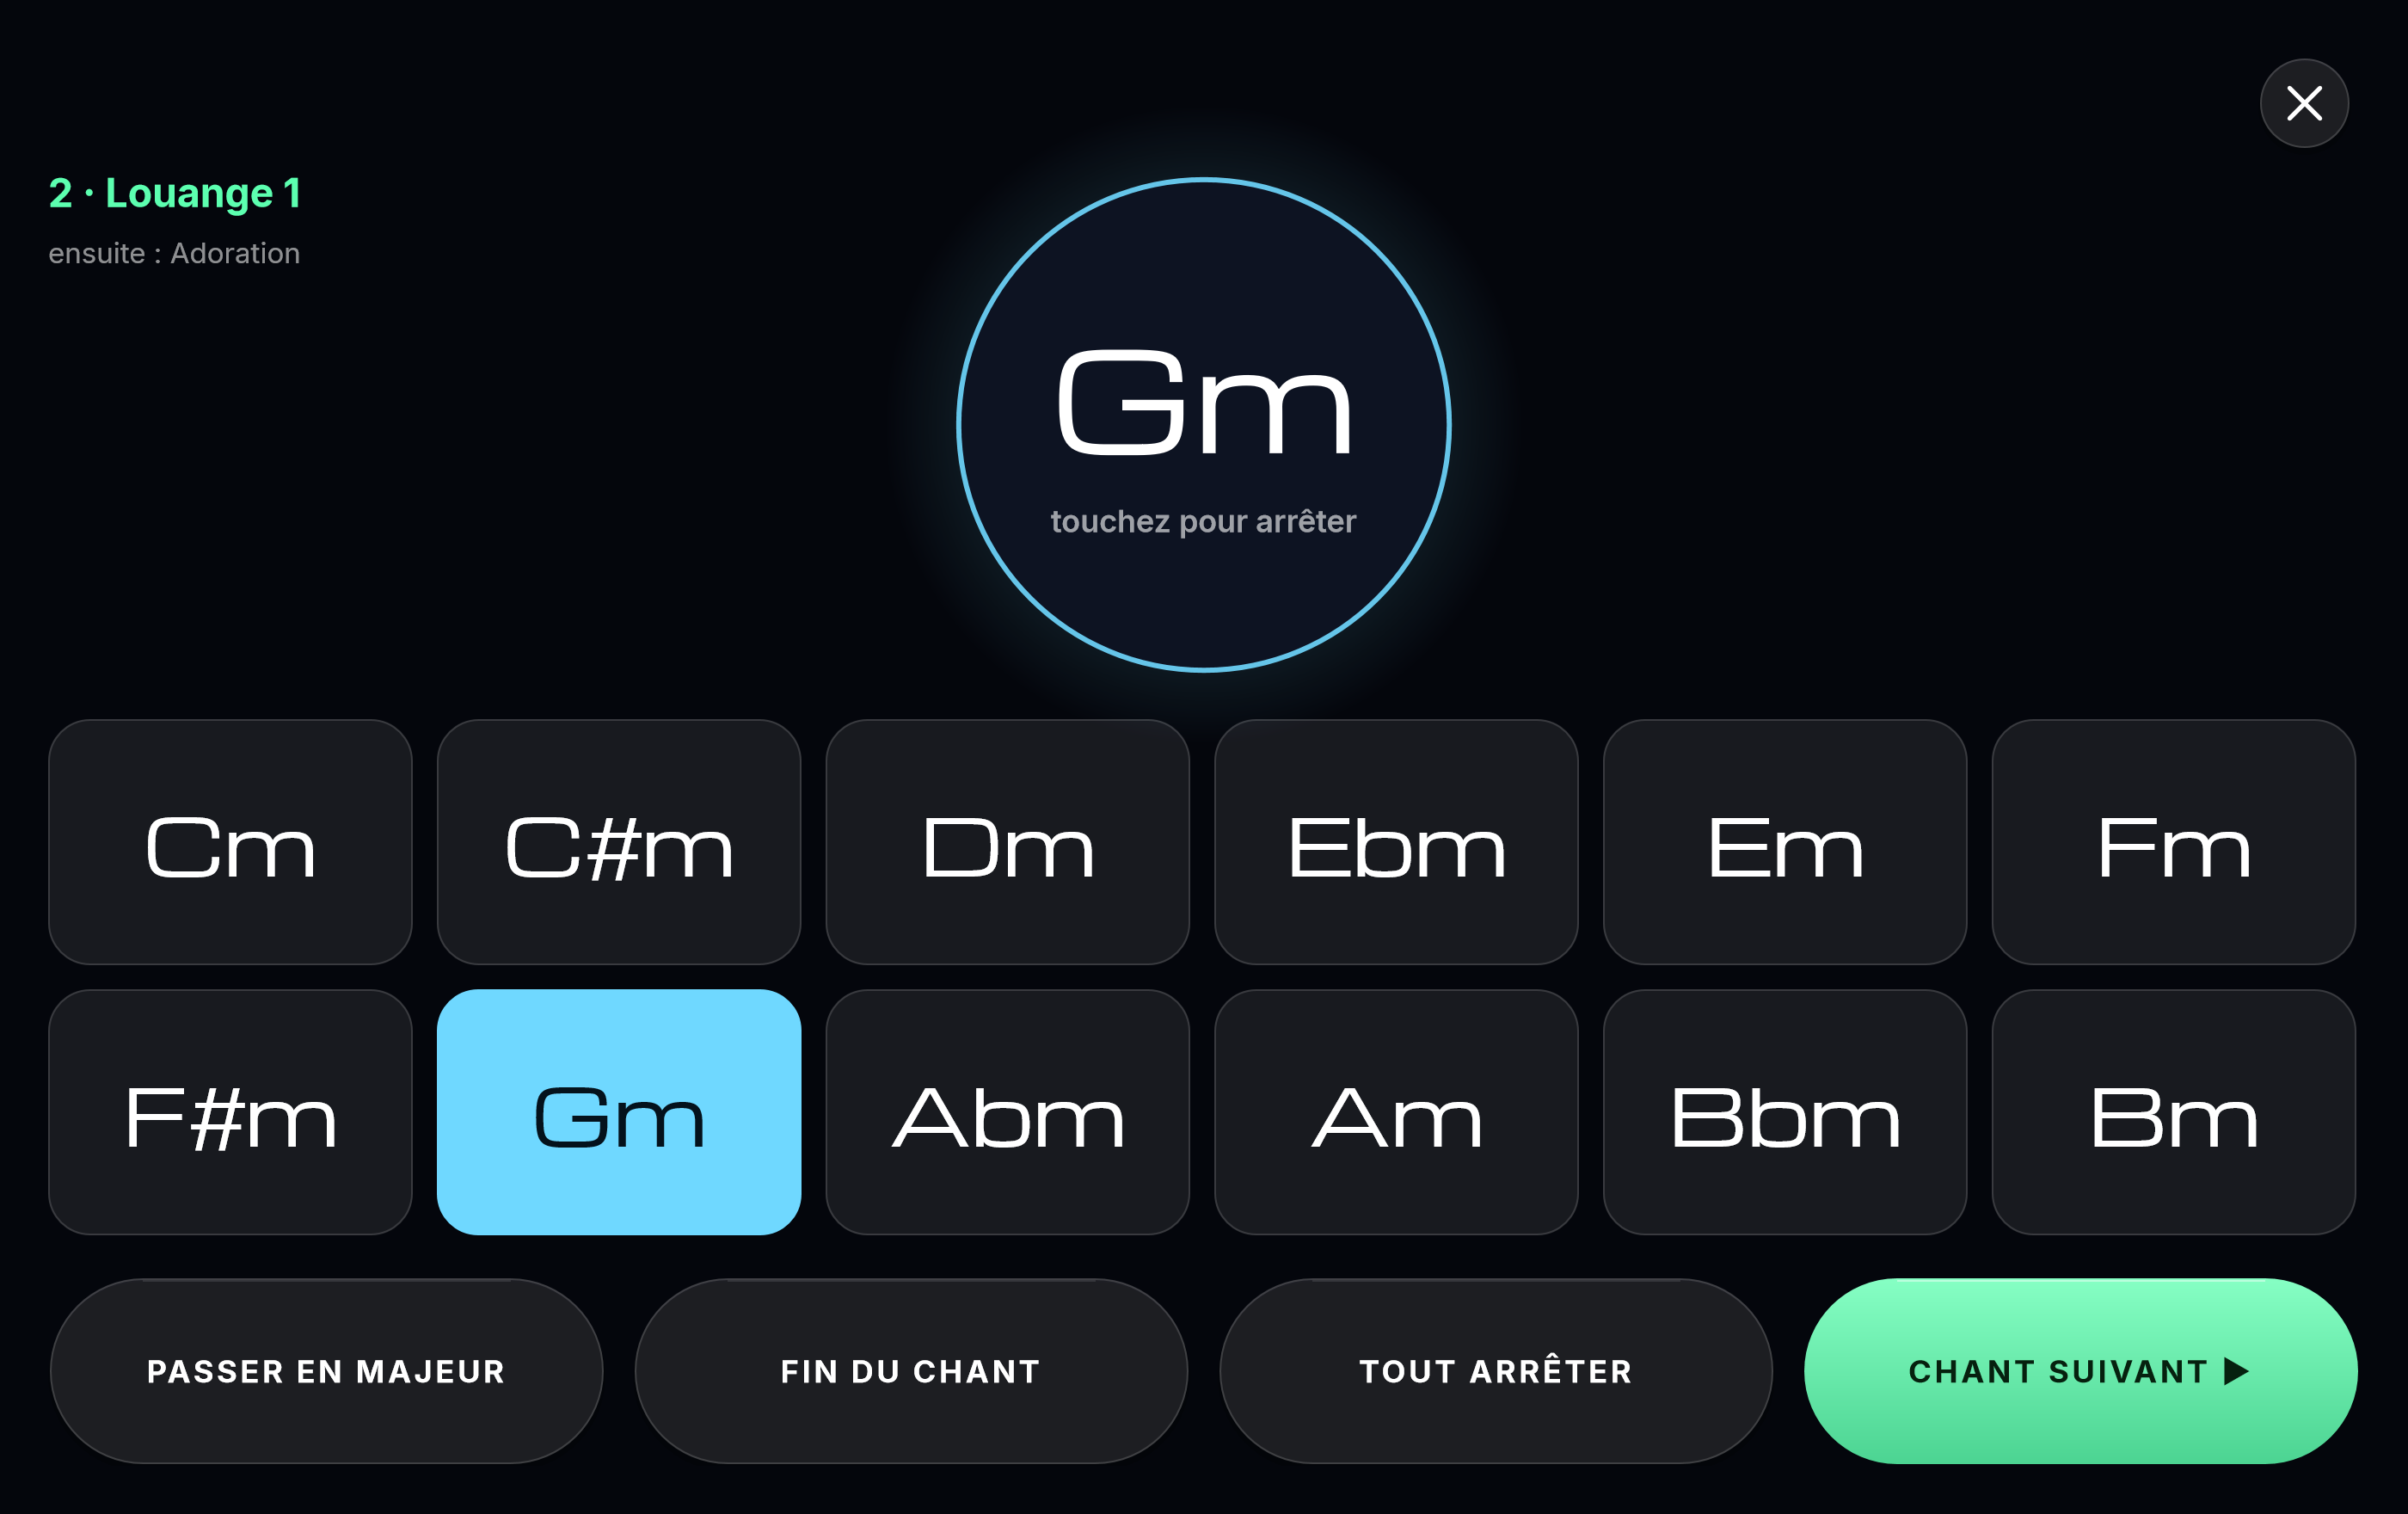 2 · Louange 1
ensuite : Adoration
Gm
touchez pour arrêter
Cm C#m Dm Ebm Em Fm
F#m Gm Abm Am Bbm Bm
PASSER EN MAJEUR FIN DU CHANT TOUT ARRÊTER CHANT SUIVANT ▶